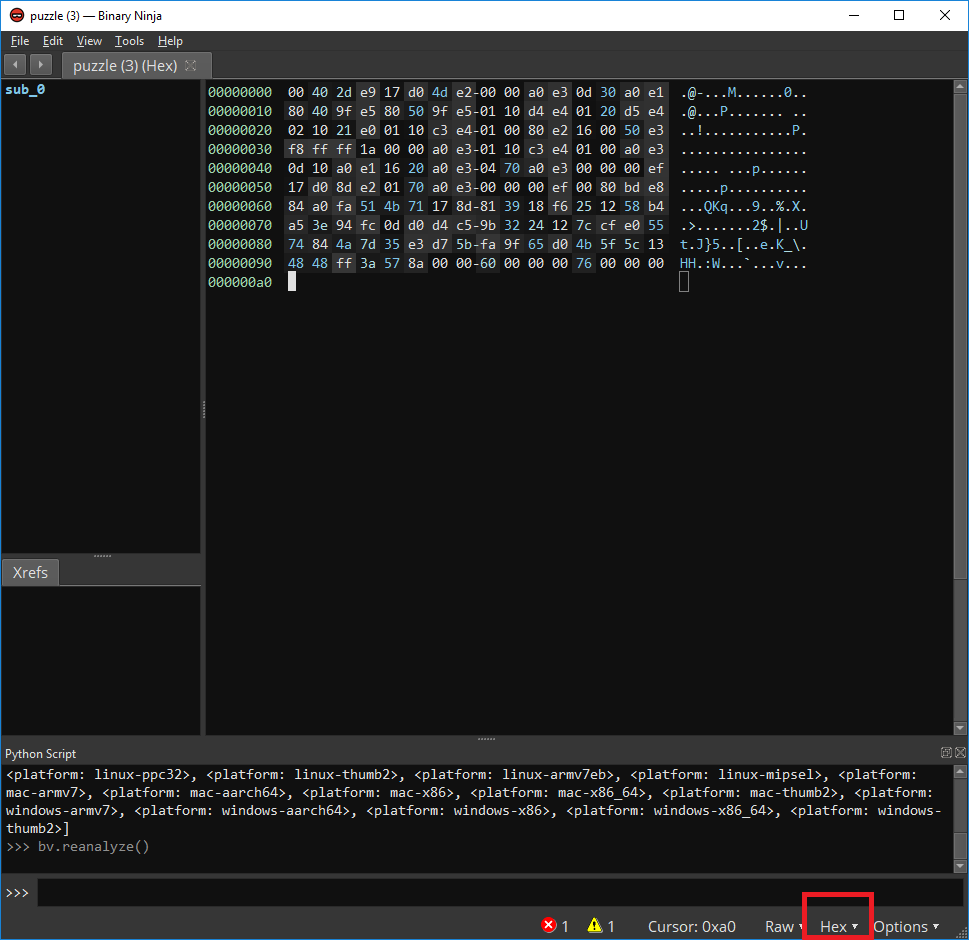 puzzle (3) — Binary Ninja
File Edit View Tools Help
puzzle (3) (Hex)
sub_0
00000000 00 40 2d e9 17 d0 4d e2-00 00 a0 e3 0d 30 a0 e1 .@-...M......0..
00000010 80 40 9f e5 80 50 9f e5-01 10 d4 e4 01 20 d5 e4 .@...P....... ..
00000020 02 10 21 e0 01 10 c3 e4-01 00 80 e2 16 00 50 e3 ..!...........P.
00000030 f8 ff ff 1a 00 00 a0 e3-01 10 c3 e4 01 00 a0 e3 ................
00000040 0d 10 a0 e1 16 20 a0 e3-04 70 a0 e3 00 00 00 ef ..... ...p......
00000050 17 d0 8d e2 01 70 a0 e3-00 00 00 ef 00 80 bd e8 .....p..........
00000060 84 a0 fa 51 4b 71 17 8d-81 39 18 f6 25 12 58 b4 ...QKq...9..%.X.
00000070 a5 3e 94 fc 0d d0 d4 c5-9b 32 24 12 7c cf e0 55 .>.......2$.|..U
00000080 74 84 4a 7d 35 e3 d7 5b-fa 9f 65 d0 4b 5f 5c 13 t.J}5..[..e.K_\.
00000090 48 48 ff 3a 57 8a 00 00-60 00 00 00 76 00 00 00 HH.:W...`...v...
000000a0
Xrefs
Python Script
<platform: linux-ppc32>, <platform: linux-thumb2>, <platform: linux-armv7eb>, <platform: linux-mipsel>, <platform:
mac-armv7>, <platform: mac-aarch64>, <platform: mac-x86>, <platform: mac-x86_64>, <platform: mac-thumb2>, <platform:
windows-armv7>, <platform: windows-aarch64>, <platform: windows-x86>, <platform: windows-x86_64>, <platform: windows-
thumb2>]
>>> bv.reanalyze()
>>>
1 1 Cursor: 0xa0 Raw Hex Options